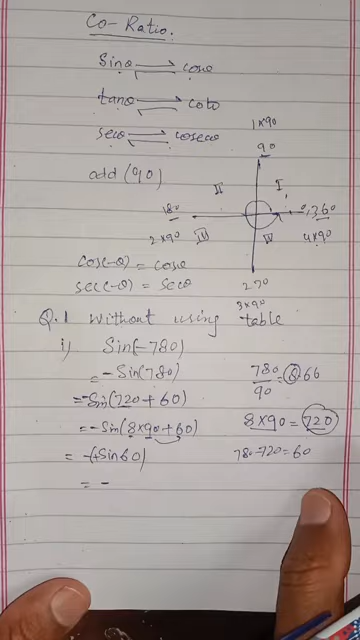 Co-Ratio.
Sinθ ⇌ cosθ
tanθ ⇌ cotθ
secθ ⇌ cosecθ
add (90)
1×90
90
II
I
180
0, 360
2×90
III
IV
4×90
270
3×90
cos(-θ) = cosθ
sec(-θ) = secθ
Q.1 Without using table
i) Sin(-780)
= -Sin(780)
780/90 = 8.66
= -Sin(720 + 60)
= -Sin(8×90 + 60)
8×90 = 720
= -(+Sin60)
780-720 = 60
= -